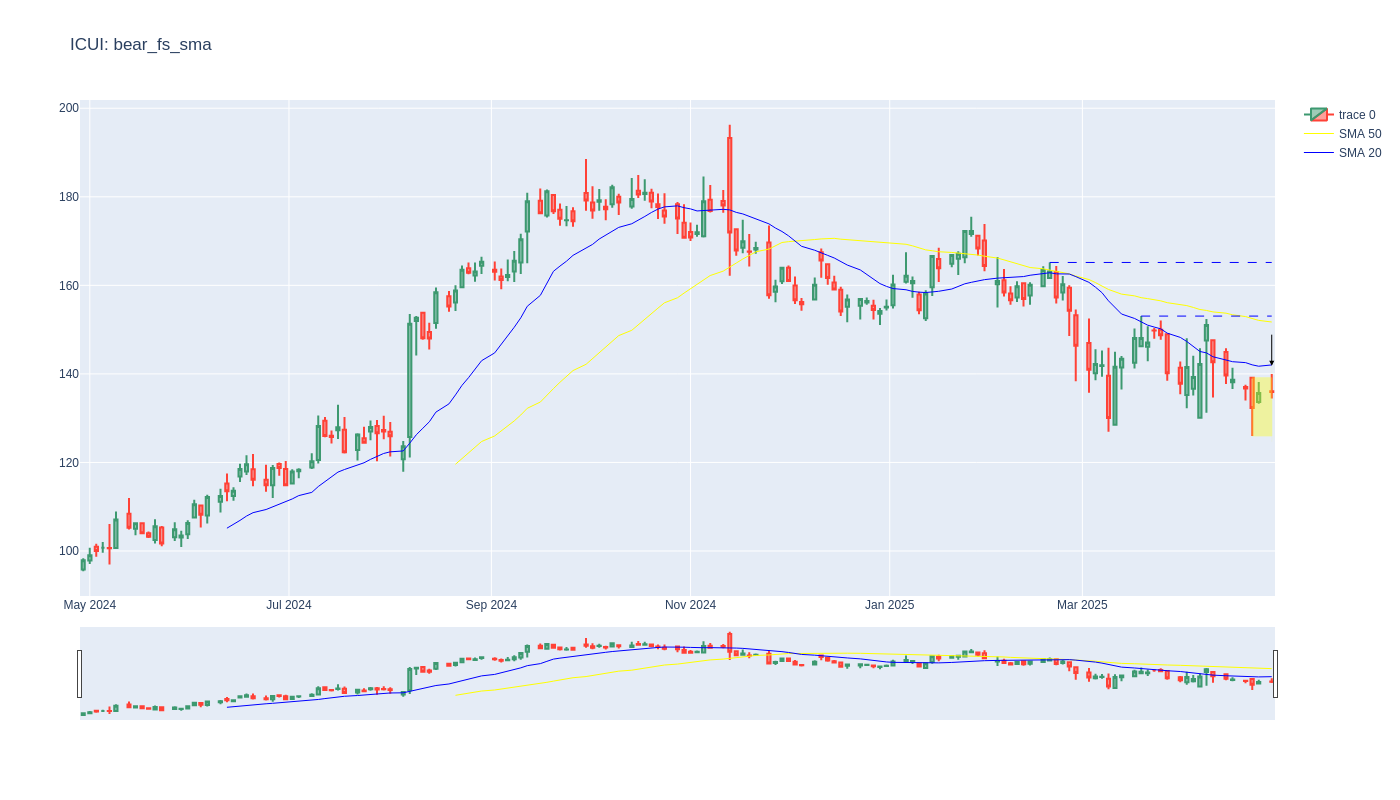 ICUI: bear_fs_sma
200
180
160
140
120
100
May 2024
Jul 2024
Sep 2024
Nov 2024
Jan 2025
Mar 2025
trace 0
SMA 50
SMA 20